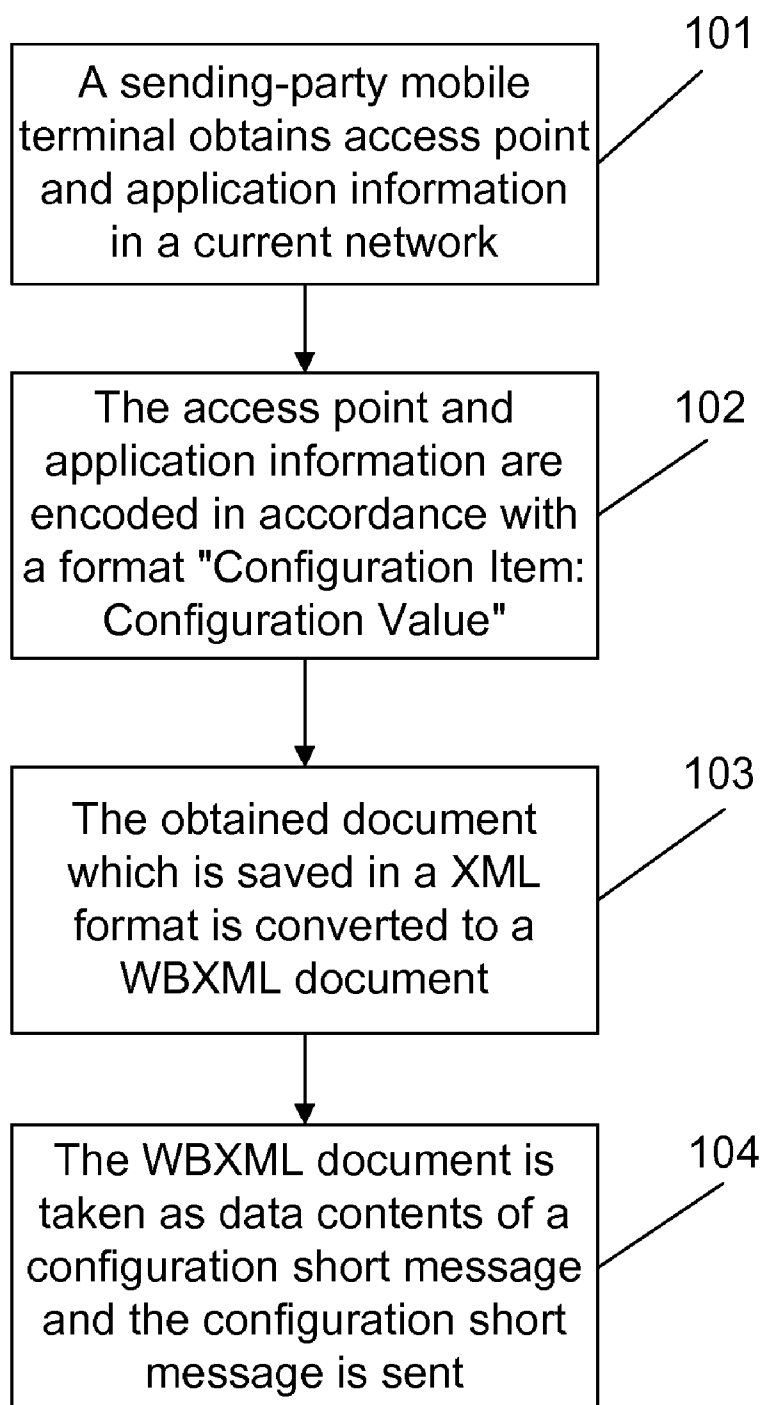 101
A sending-party mobile
terminal obtains access point
and application information
in a current network
102
The access point and
application information are
encoded in accordance with
a format "Configuration Item:
Configuration Value"
103
The obtained document
which is saved in a XML
format is converted to a
WBXML document
104
The WBXML document is
taken as data contents of a
configuration short message
and the configuration short
message is sent